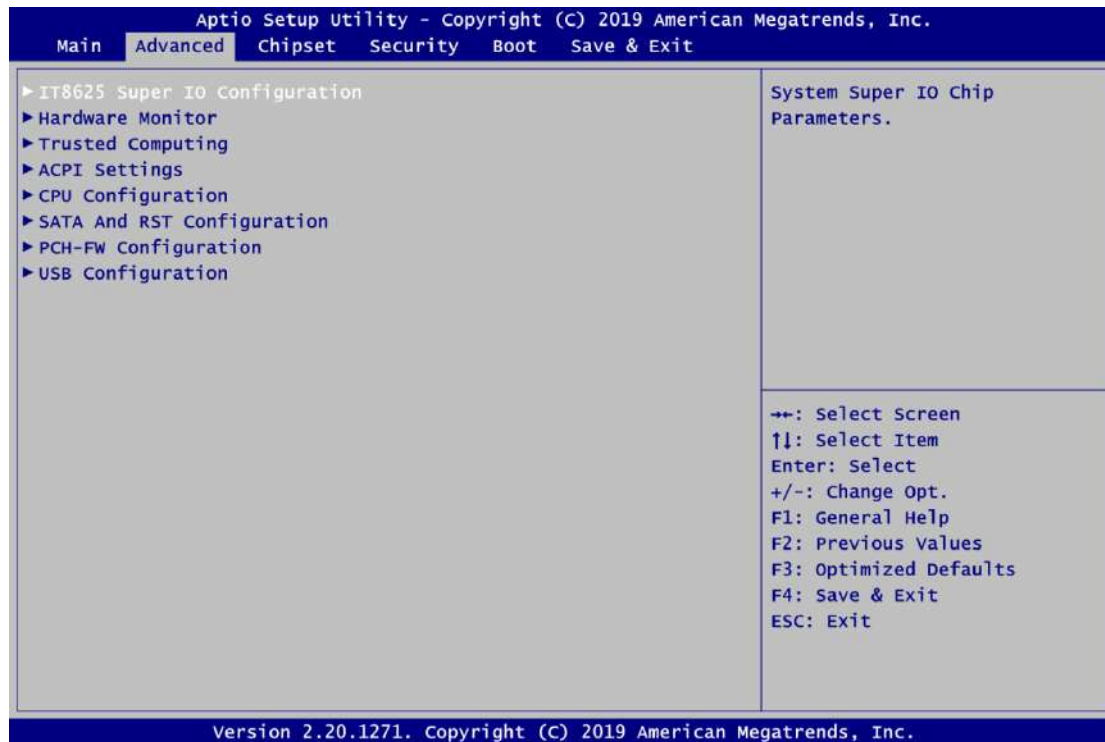 Aptio Setup Utility - Copyright (C) 2019 American Megatrends, Inc.
Main Advanced Chipset Security Boot Save & Exit
►IT8625 Super IO Configuration
►Hardware Monitor
►Trusted Computing
►ACPI Settings
►CPU Configuration
►SATA And RST Configuration
►PCH-FW Configuration
►USB Configuration
System Super IO Chip
Parameters.
→←: Select Screen
↑↓: Select Item
Enter: Select
+/-: Change Opt.
F1: General Help
F2: Previous Values
F3: Optimized Defaults
F4: Save & Exit
ESC: Exit
Version 2.20.1271. Copyright (C) 2019 American Megatrends, Inc.